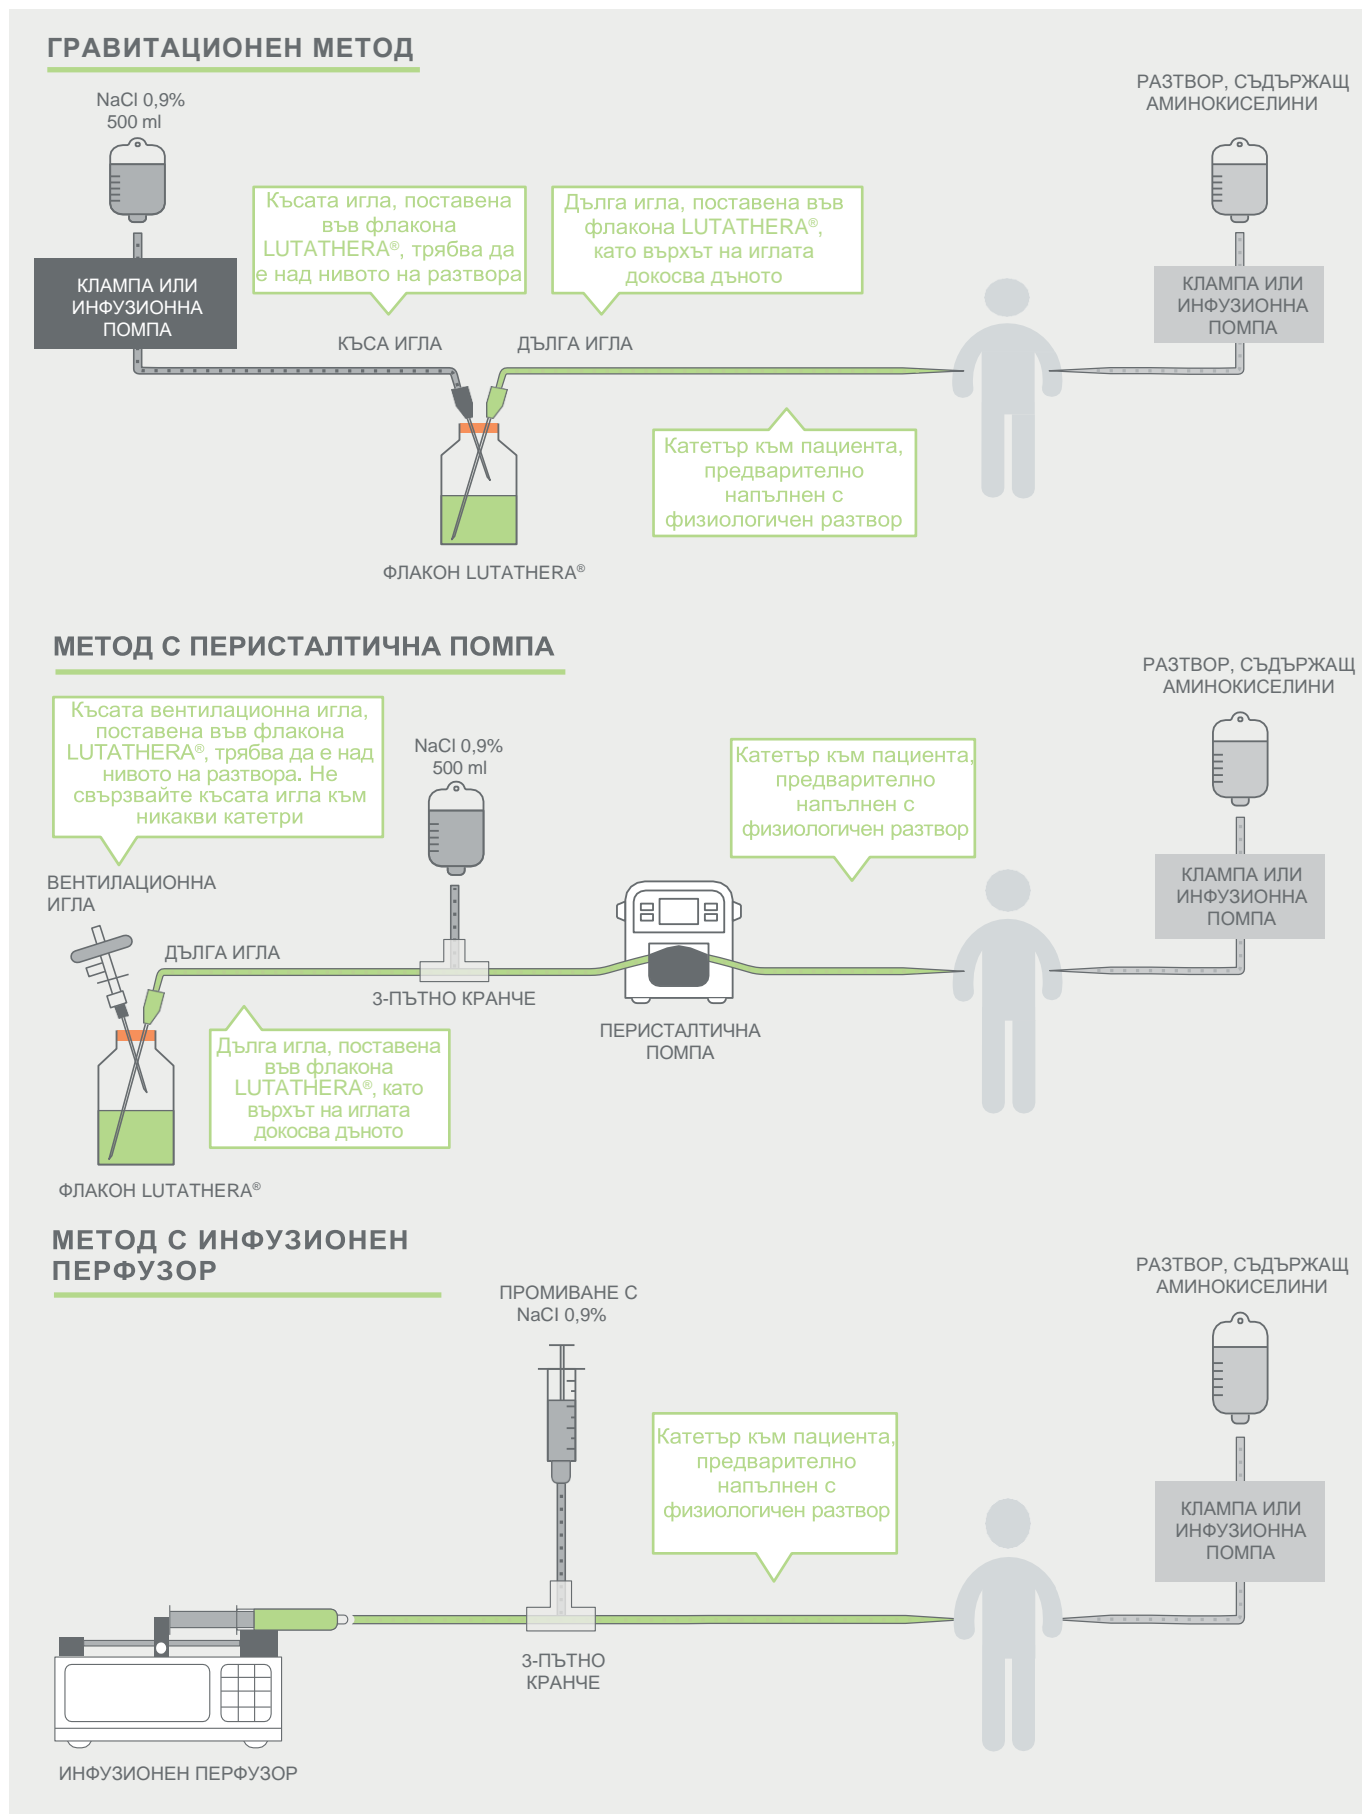 ГРАВИТАЦИОНЕН МЕТОД
NaCl 0,9%
500 ml
РАЗТВОР, СЪДЪРЖАЩ
АМИНОКИСЕЛИНИ
Късата игла, поставена
във флакона
LUTATHERA®, трябва да
е над нивото на разтвора
Дълга игла, поставена във
флакона LUTATHERA®,
като върхът на иглата
докосва дъното
КЛАМПА ИЛИ
ИНФУЗИОННА
ПОМПА
КЛАМПА ИЛИ
ИНФУЗИОННА
ПОМПА
КЪСА ИГЛА
ДЪЛГА ИГЛА
Катетър към пациента,
предварително
напълнен с
физиологичен разтвор
ФЛАКОН LUTATHERA®
МЕТОД С ПЕРИСТАЛТИЧНА ПОМПА
РАЗТВОР, СЪДЪРЖАЩ
АМИНОКИСЕЛИНИ
Късата вентилационна игла,
поставена във флакона
LUTATHERA®, трябва да е над
нивото на разтвора. Не
свързвайте късата игла към
никакви катетри
NaCl 0,9%
500 ml
Катетър към пациента,
предварително
напълнен с
физиологичен разтвор
ВЕНТИЛАЦИОННА
ИГЛА
КЛАМПА ИЛИ
ИНФУЗИОННА
ПОМПА
ДЪЛГА ИГЛА
3-ПЪТНО КРАНЧЕ
ПЕРИСТАЛТИЧНА
ПОМПА
Дълга игла, поставена
във флакона
LUTATHERA®, като
върхът на иглата
докосва дъното
ФЛАКОН LUTATHERA®
МЕТОД С ИНФУЗИОНЕН
ПЕРФУЗОР
РАЗТВОР, СЪДЪРЖАЩ
АМИНОКИСЕЛИНИ
ПРОМИВАНЕ С
NaCl 0,9%
Катетър към пациента,
предварително
напълнен с
физиологичен разтвор
КЛАМПА ИЛИ
ИНФУЗИОННА
ПОМПА
3-ПЪТНО
КРАНЧЕ
ИНФУЗИОНЕН ПЕРФУЗОР